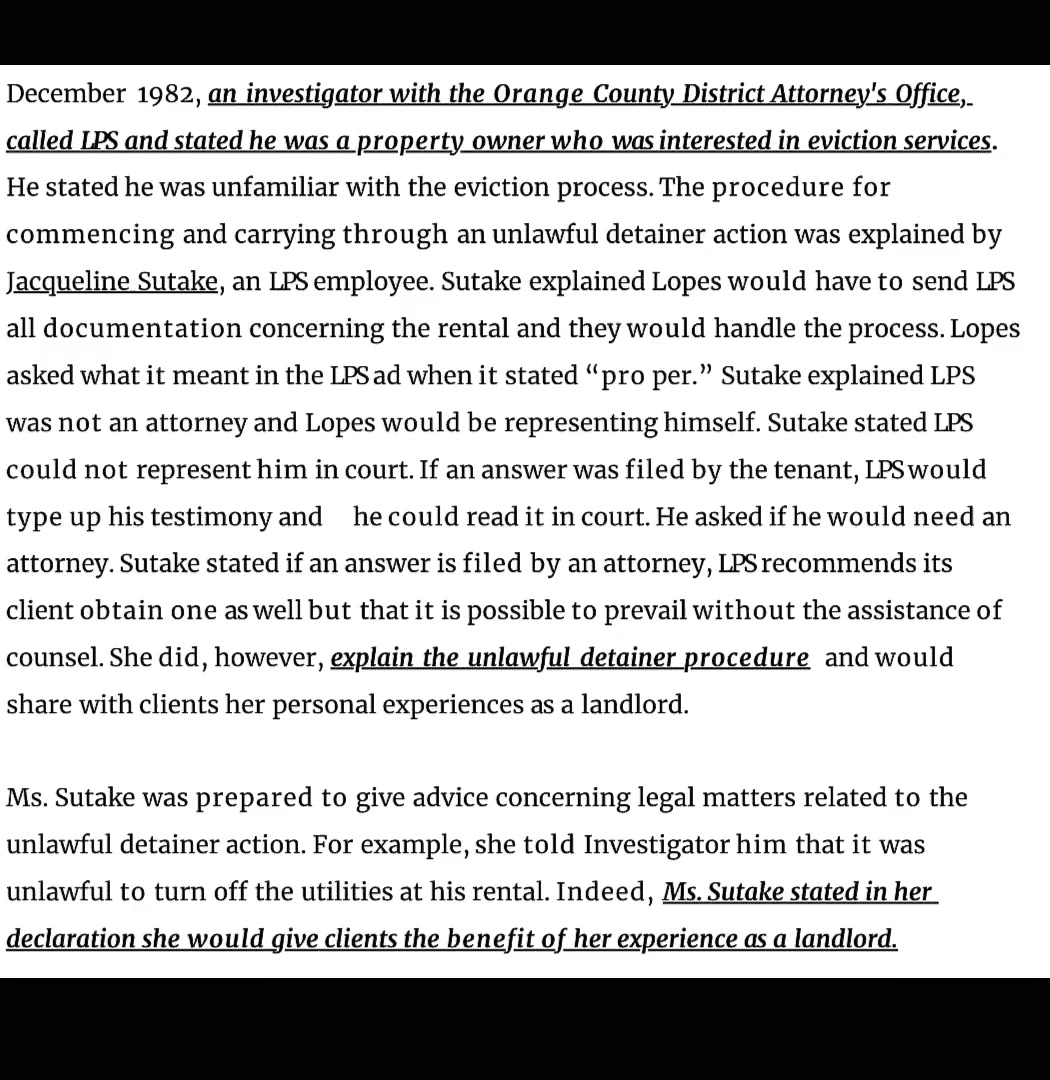 December 1982, an investigator with the Orange County District Attorney's Office,
called LPS and stated he was a property owner who was interested in eviction services.
He stated he was unfamiliar with the eviction process. The procedure for
commencing and carrying through an unlawful detainer action was explained by
Jacqueline Sutake, an LPS employee. Sutake explained Lopes would have to send LPS
all documentation concerning the rental and they would handle the process. Lopes
asked what it meant in the LPS ad when it stated “pro per.” Sutake explained LPS
was not an attorney and Lopes would be representing himself. Sutake stated LPS
could not represent him in court. If an answer was filed by the tenant, LPS would
type up his testimony and he could read it in court. He asked if he would need an
attorney. Sutake stated if an answer is filed by an attorney, LPS recommends its
client obtain one as well but that it is possible to prevail without the assistance of
counsel. She did, however, explain the unlawful detainer procedure and would
share with clients her personal experiences as a landlord.
Ms. Sutake was prepared to give advice concerning legal matters related to the
unlawful detainer action. For example, she told Investigator him that it was
unlawful to turn off the utilities at his rental. Indeed, Ms. Sutake stated in her
declaration she would give clients the benefit of her experience as a landlord.